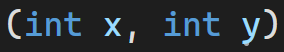 (int x, int y)